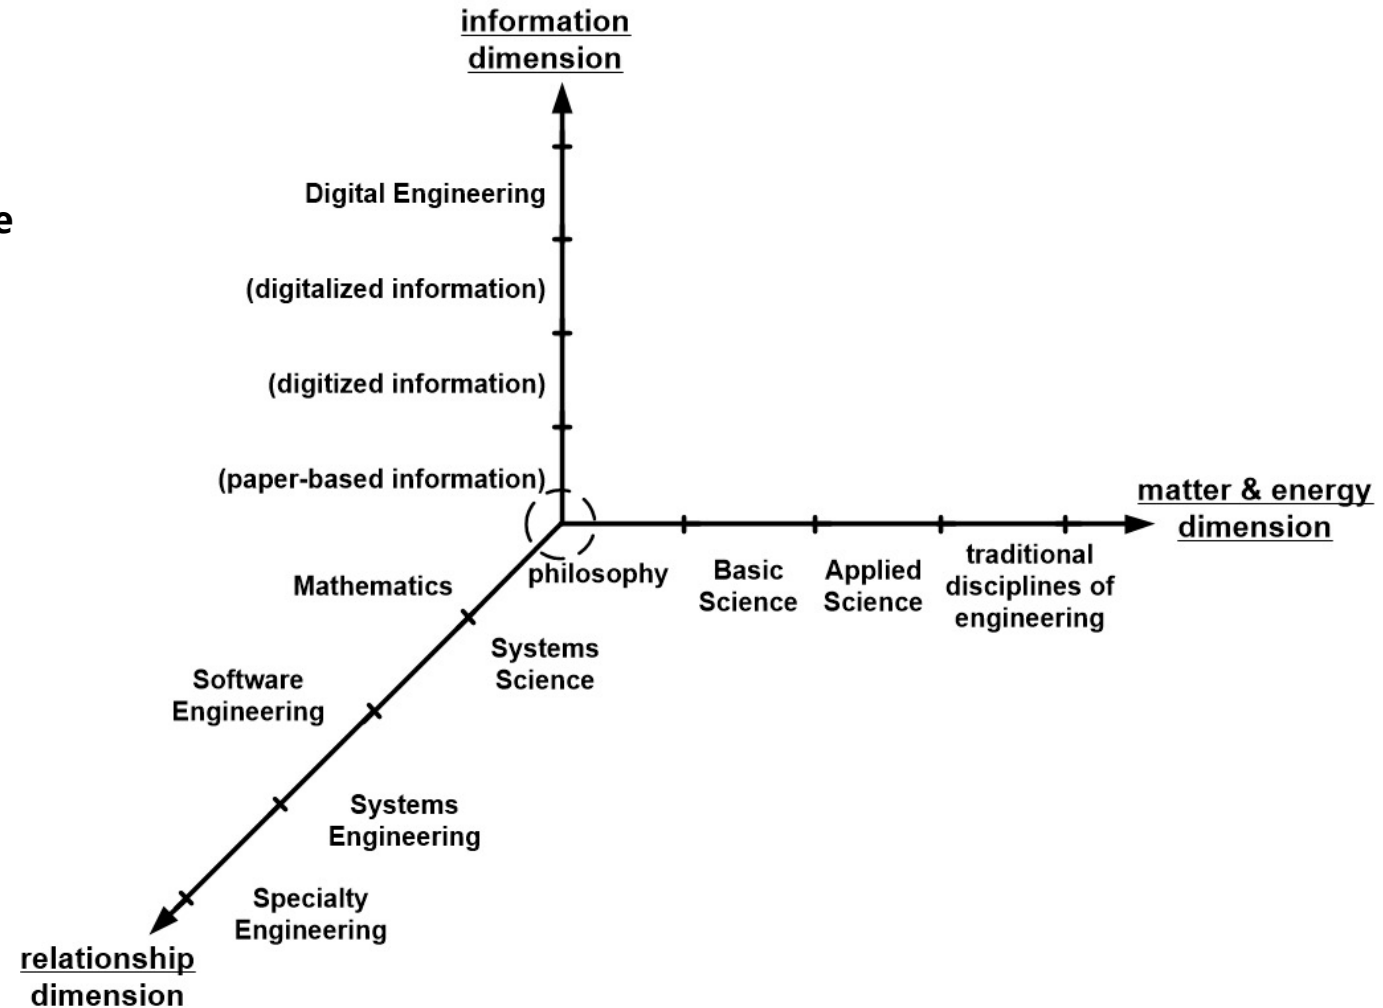 information
dimension
Digital Engineering
e
(digitalized information)
(digitized information)
(paper-based information)
matter & energy
dimension
philosophy
Basic
Science
Applied
Science
traditional
disciplines of
engineering
Mathematics
Systems
Science
Software
Engineering
Systems
Engineering
Specialty
Engineering
relationship
dimension